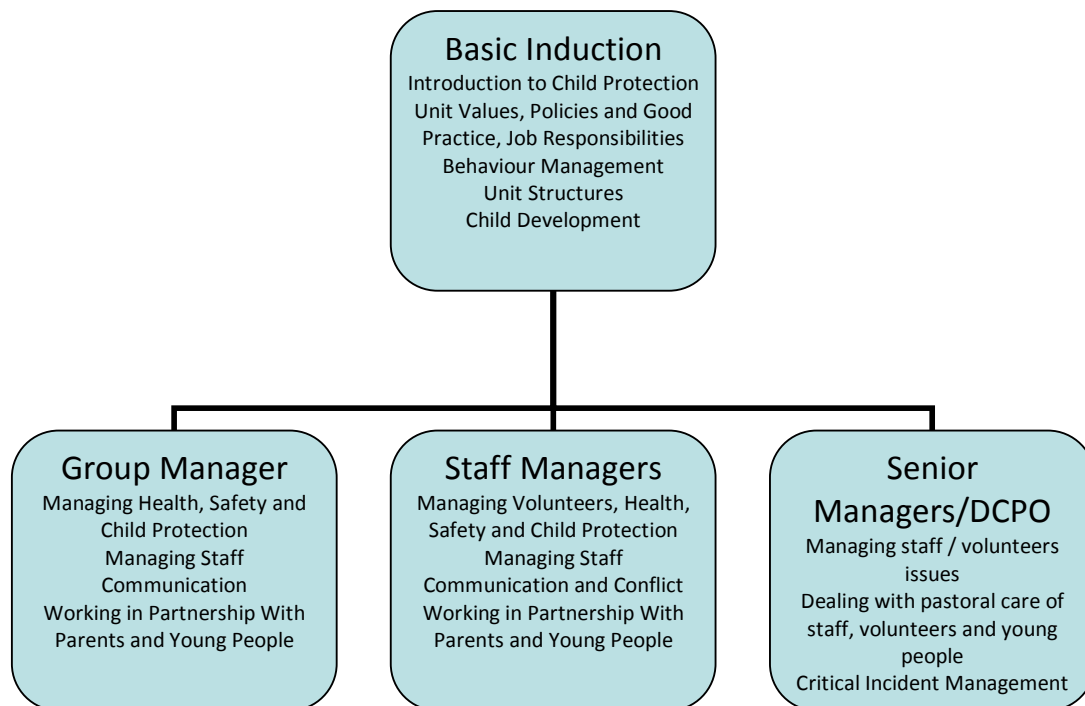 Basic Induction
Introduction to Child Protection
Unit Values, Policies and Good
Practice, Job Responsibilities
Behaviour Management
Unit Structures
Child Development
Group Manager
Managing Health, Safety and
Child Protection
Managing Staff
Communication
Working in Partnership With
Parents and Young People
Staff Managers
Managing Volunteers, Health,
Safety and Child Protection
Managing Staff
Communication and Conflict
Working in Partnership With
Parents and Young People
Senior
Managers/DCPO
Managing staff / volunteers
issues
Dealing with pastoral care of
staff, volunteers and young
people
Critical Incident Management